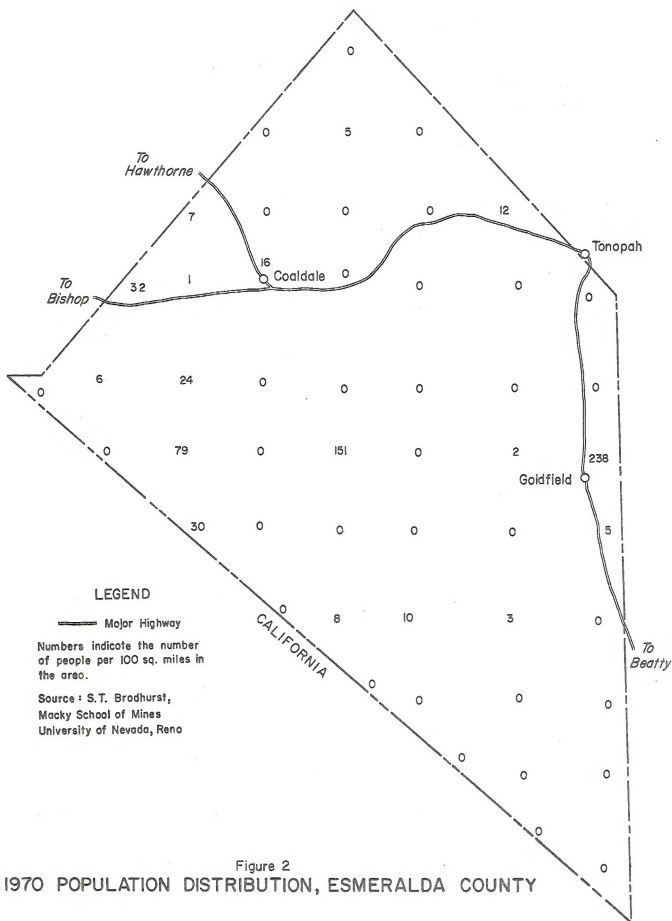 0
0 5 0
To
Hawthorne
7 0 0 0 12
Tonopah
16
Coaldale
To
Bishop
32 1 0 0 0 0
6 24 0 0 0 0 0
0
0 79 0 151 0 2 238
Goldfield
30 0 0 0 0 5
LEGEND
Major Highway
Numbers indicate the number
of people per 100 sq. miles in
the area.
Source : S.T. Brodhurst,
Macky School of Mines
University of Nevada, Reno
0 8 10 3 0
CALIFORNIA
To
Beatty
0 0 0 0
0 0 0
0
0
Figure 2
1970 POPULATION DISTRIBUTION, ESMERALDA COUNTY